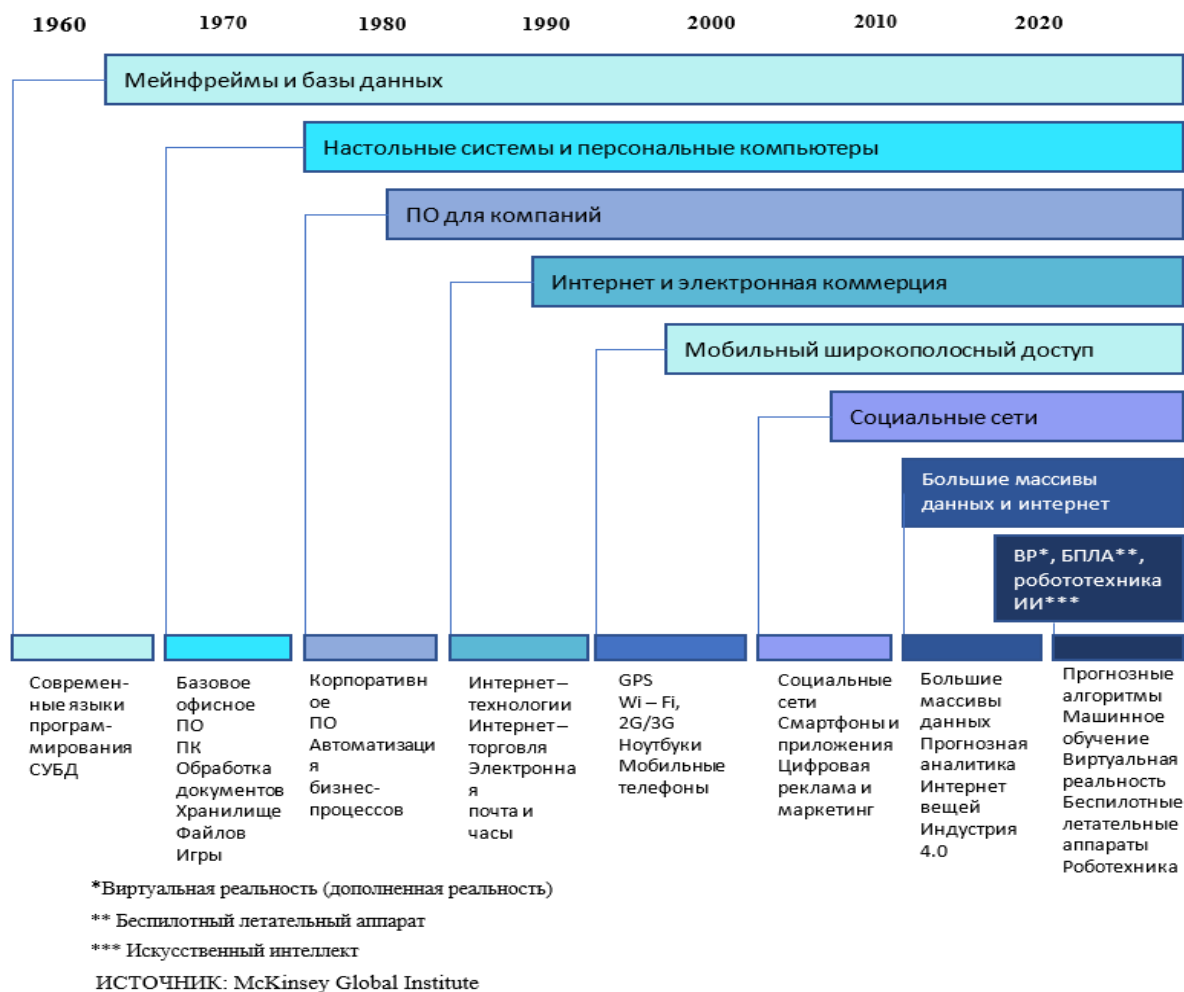 1960 1970 1980 1990 2000 2010 2020
Мейнфреймы и базы данных
Настольные системы и персональные компьютеры
ПО для компаний
Интернет и электронная коммерция
Мобильный широкополосный доступ
Социальные сети
Большие массивы
данных и интернет
ВР*, БПЛА**,
робототехника
ИИ***
Современ-
ные языки
програм-
мирования
СУБД
Базовое
офисное
ПО
ПК
Обработка
документов
Хранилище
Файлов
Игры
Корпоративн
ое
ПО
Автоматизаци
я
бизнес-
процессов
Интернет–
технологии
Интернет–
торговля
Электронна
я
почта и
часы
GPS
Wi – Fi,
2G/3G
Ноутбуки
Мобильные
телефоны
Социальные
сети
Смартфоны и
приложения
Цифровая
реклама и
маркетинг
Большие
массивы
данных
Прогнозная
аналитика
Интернет
вещей
Индустрия
4.0
Прогнозные
алгоритмы
Машинное
обучение
Виртуальная
реальность
Беспилотные
летательные
аппараты
Роботехника
*Виртуальная реальность (дополненная реальность)
** Беспилотный летательный аппарат
*** Искусственный интеллект
ИСТОЧНИК: McKinsey Global Institute